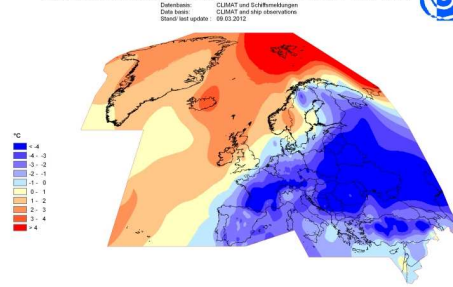 Datenbasis: CLIMAT und Schiffsmeldungen
Data basis: CLIMAT and ship observations
Stand/ last update : 09.03.2012
°C
< -4
-4 - -3
-3 - -2
-2 - -1
-1 - 0
0 - 1
1 - 2
2 - 3
3 - 4
> 4